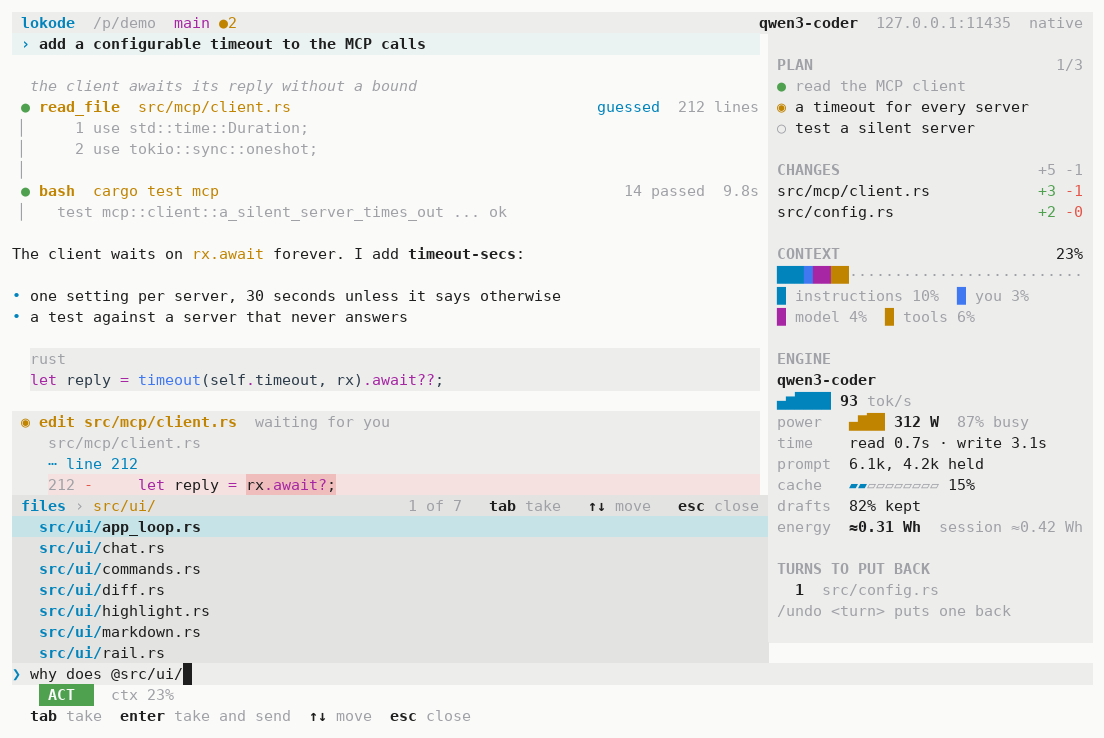 lokode /p/demo main ●2 qwen3-coder 127.0.0.1:11435 native
› add a configurable timeout to the MCP calls
the client awaits its reply without a bound
● read_file src/mcp/client.rs guessed 212 lines
│ 1 use std::time::Duration;
│ 2 use tokio::sync::oneshot;
│
● bash cargo test mcp 14 passed 9.8s
│ test mcp::client::a_silent_server_times_out ... ok
The client waits on rx.await forever. I add timeout-secs:
• one setting per server, 30 seconds unless it says otherwise
• a test against a server that never answers
rust
let reply = timeout(self.timeout, rx).await??;
◉ edit src/mcp/client.rs waiting for you
src/mcp/client.rs
⋯ line 212
212 - let reply = rx.await?;
files › src/ui/ 1 of 7 tab take ↑↓ move esc close
src/ui/app_loop.rs
src/ui/chat.rs
src/ui/commands.rs
src/ui/diff.rs
src/ui/highlight.rs
src/ui/markdown.rs
src/ui/rail.rs
❯ why does @src/ui/
ACT ctx 23%
tab take enter take and send ↑↓ move esc close
PLAN 1/3
● read the MCP client
◉ a timeout for every server
○ test a silent server
CHANGES +5 -1
src/mcp/client.rs +3 -1
src/config.rs +2 -0
CONTEXT 23%
instructions 10% you 3%
model 4% tools 6%
ENGINE
qwen3-coder
93 tok/s
power 312 W 87% busy
time read 0.7s · write 3.1s
prompt 6.1k, 4.2k held
cache ▰▰▱▱▱▱▱▱▱▱ 15%
drafts 82% kept
energy ≈0.31 Wh session ≈0.42 Wh
TURNS TO PUT BACK
1 src/config.rs
/undo <turn> puts one back